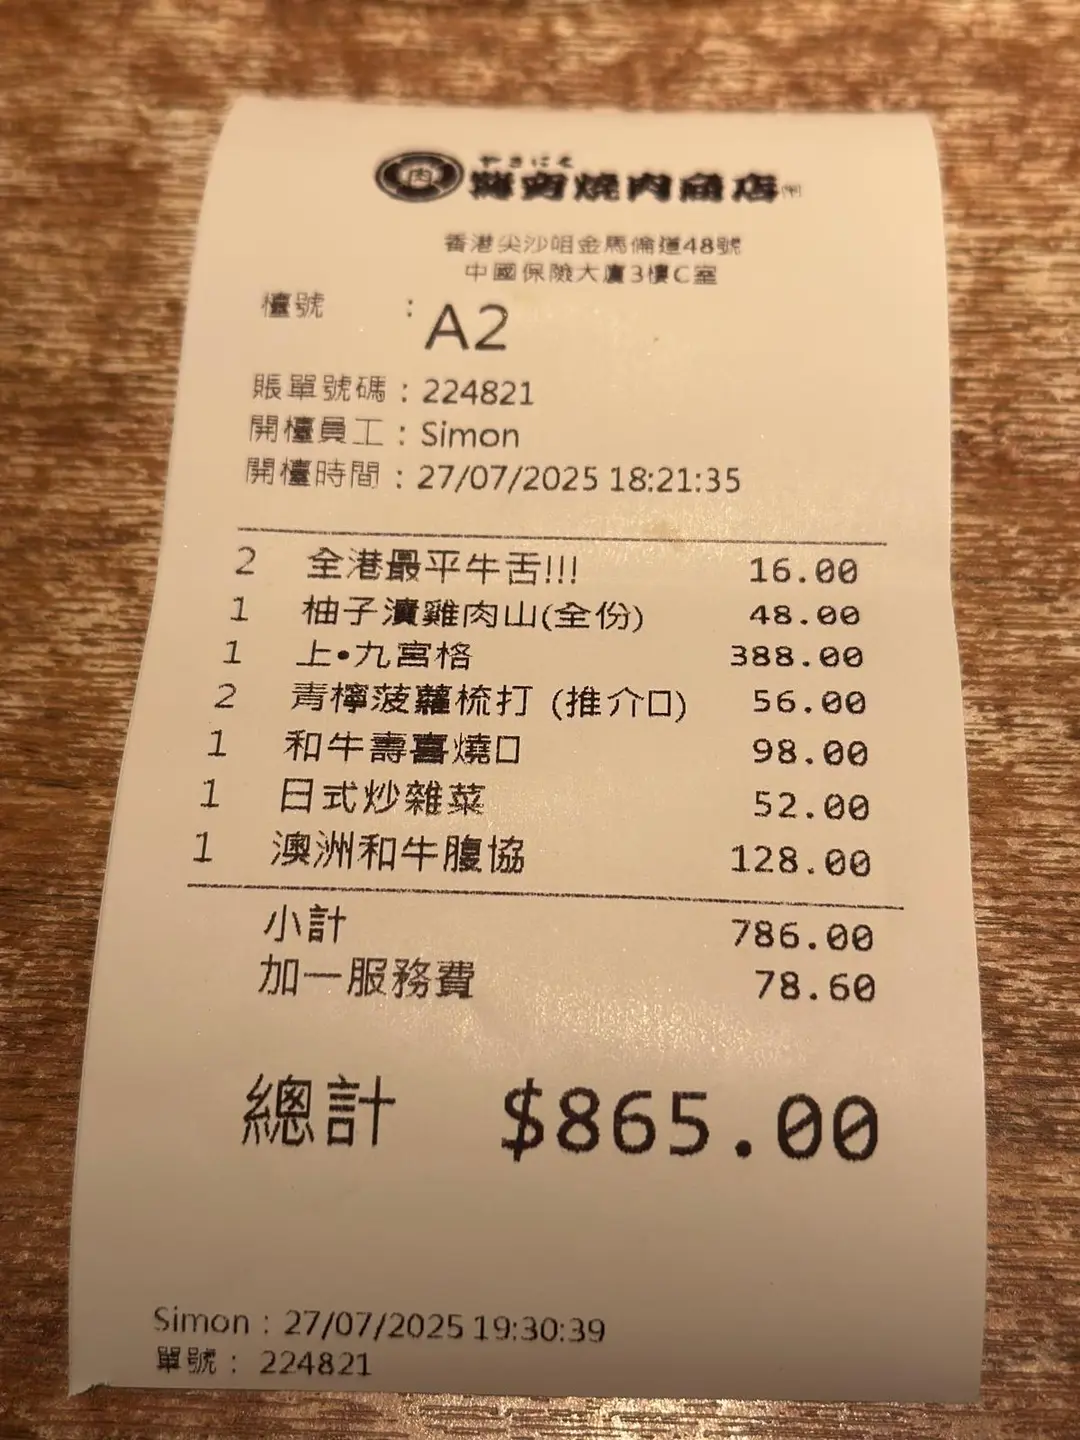 肉 やきにく
燒肉商店
香港尖沙咀金馬倫道48號
中國保險大廈3樓C室
檯號 : A2
賬單號碼 : 224821
開檯員工 : Simon
開檯時間 : 27/07/2025 18:21:35
2 全港最平牛舌!!! 16.00
1 柚子漬雞肉山(全份) 48.00
1 上•九宮格 388.00
2 青檸菠蘿梳打 (推介口) 56.00
1 和牛壽喜燒口 98.00
1 日式炒雜菜 52.00
1 澳洲和牛腹協 128.00
小計 786.00
加一服務費 78.60
總計 $865.00
Simon : 27/07/2025 19:30:39
單號 : 224821